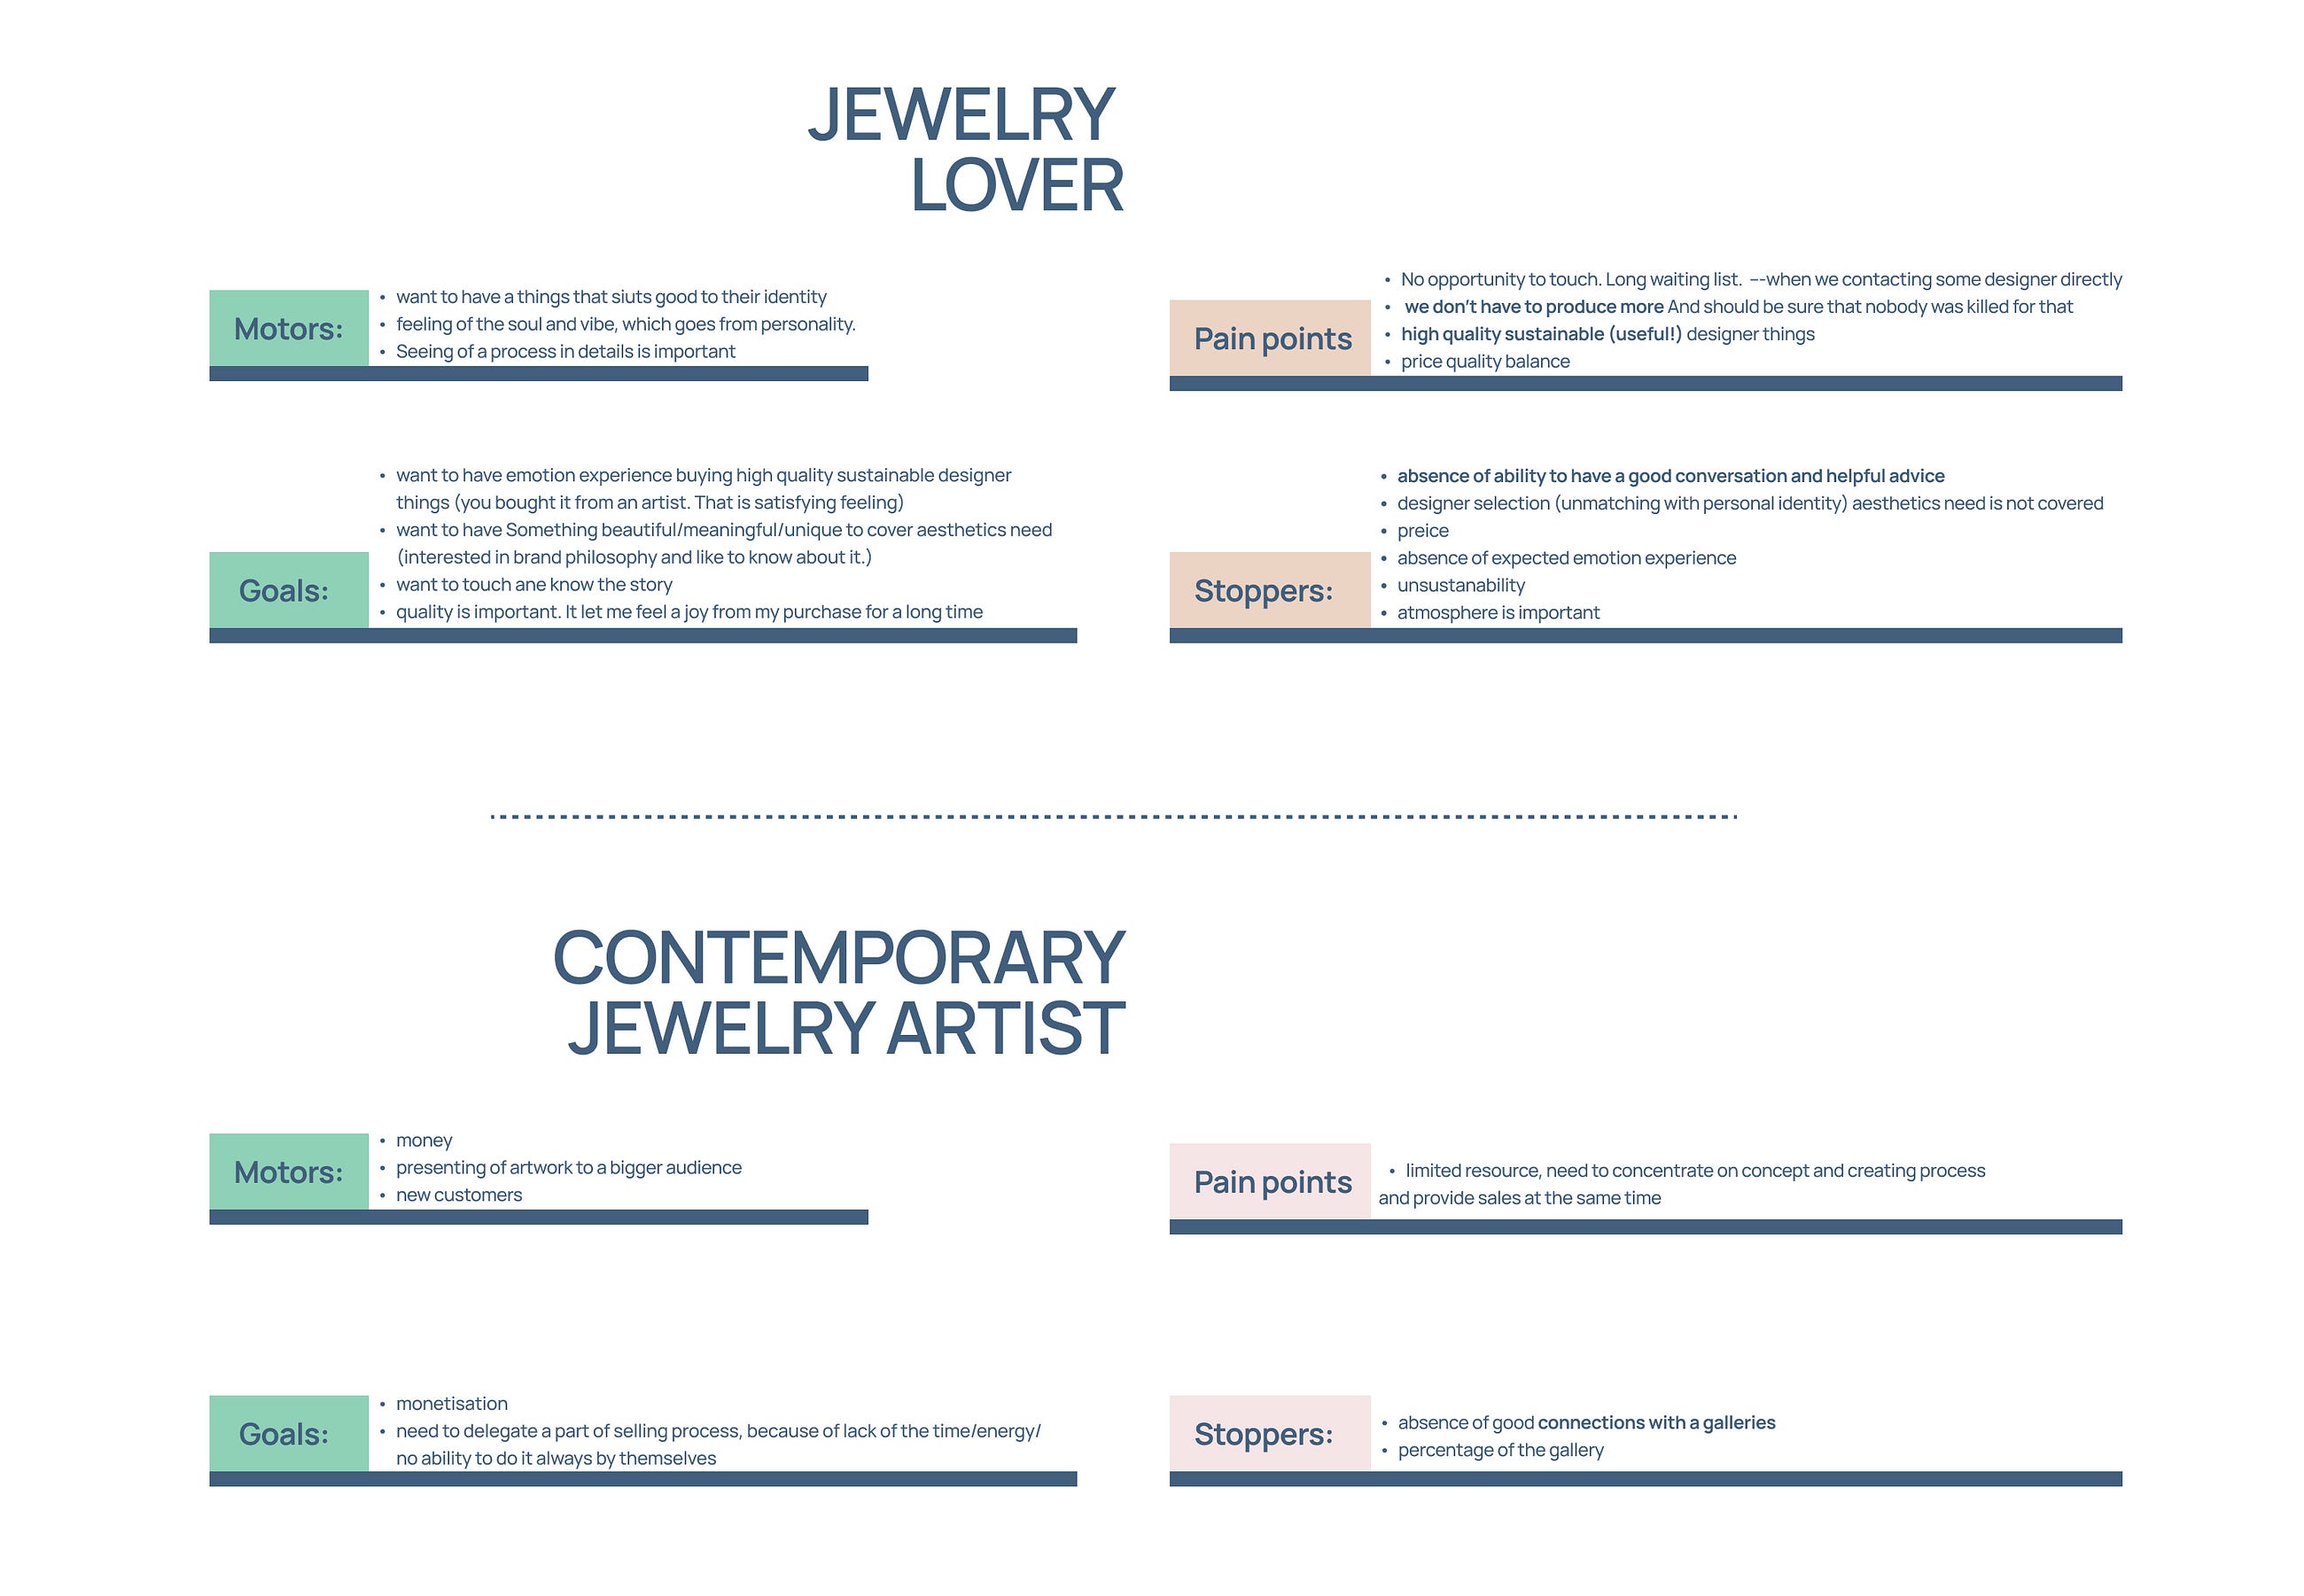 JEWELRY
LOVER
Motors:
• want to have a things that siuts good to their identity
• feeling of the soul and vibe, which goes from personality.
• Seeing of a process in details is important
Pain points
• No opportunity to touch. Long waiting list. —-when we contacting some designer directly
• we don't have to produce more And should be sure that nobody was killed for that
• high quality sustainable (useful!) designer things
• price quality balance
Goals:
• want to have emotion experience buying high quality sustainable designer
things (you bought it from an artist. That is satisfying feeling)
• want to have Something beautiful/meaningful/unique to cover aesthetics need
(interested in brand philosophy and like to know about it.)
• want to touch ane know the story
• quality is important. It let me feel a joy from my purchase for a long time
Stoppers:
• absence of ability to have a good conversation and helpful advice
• designer selection (unmatching with personal identity) aesthetics need is not covered
• preice
• absence of expected emotion experience
• unsustanability
• atmosphere is important
CONTEMPORARY
JEWELRY ARTIST
Motors:
• money
• presenting of artwork to a bigger audience
• new customers
Pain points
• limited resource, need to concentrate on concept and creating process
and provide sales at the same time
Goals:
• monetisation
• need to delegate a part of selling process, because of lack of the time/energy/
no ability to do it always by themselves
Stoppers:
• absence of good connections with a galleries
• percentage of the gallery